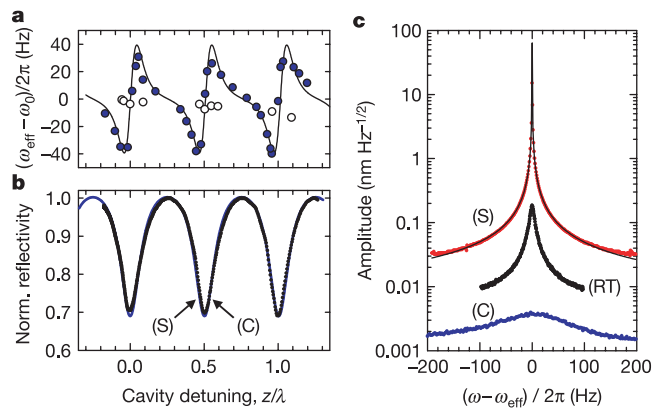 a
(ω_eff−ω_0)/2π (Hz)
40
20
0
−20
−40
b
Norm. reflectivity
1.0
0.9
0.8
0.7
0.6
(S)
(C)
0.0
0.5
1.0
Cavity detuning, z/λ
c
Amplitude (nm Hz^−1/2)
100
10
1
0.1
0.01
0.001
(S)
(RT)
(C)
−200
−100
0
100
200
(ω−ω_eff) / 2π (Hz)